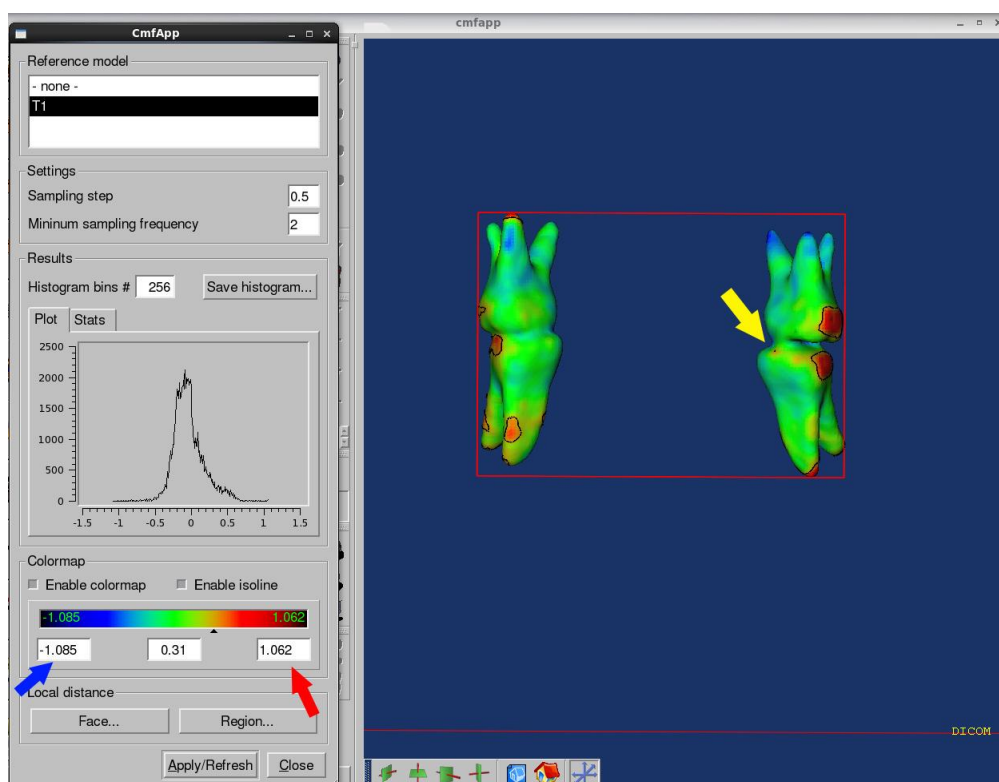 cmfapp
CmfApp
Reference model
- none -
T1
Settings
Sampling step 0.5
Mininum sampling frequency 2
Results
Histogram bins # 256 Save histogram...
Plot Stats
2500
2000
1500
1000
500
0
-1.5 -1 -0.5 0 0.5 1 1.5
Colormap
Enable colormap Enable isoline
-1.085 1.062
-1.085 0.31 1.062
Local distance
Face... Region...
Apply/Refresh Close
DICOM